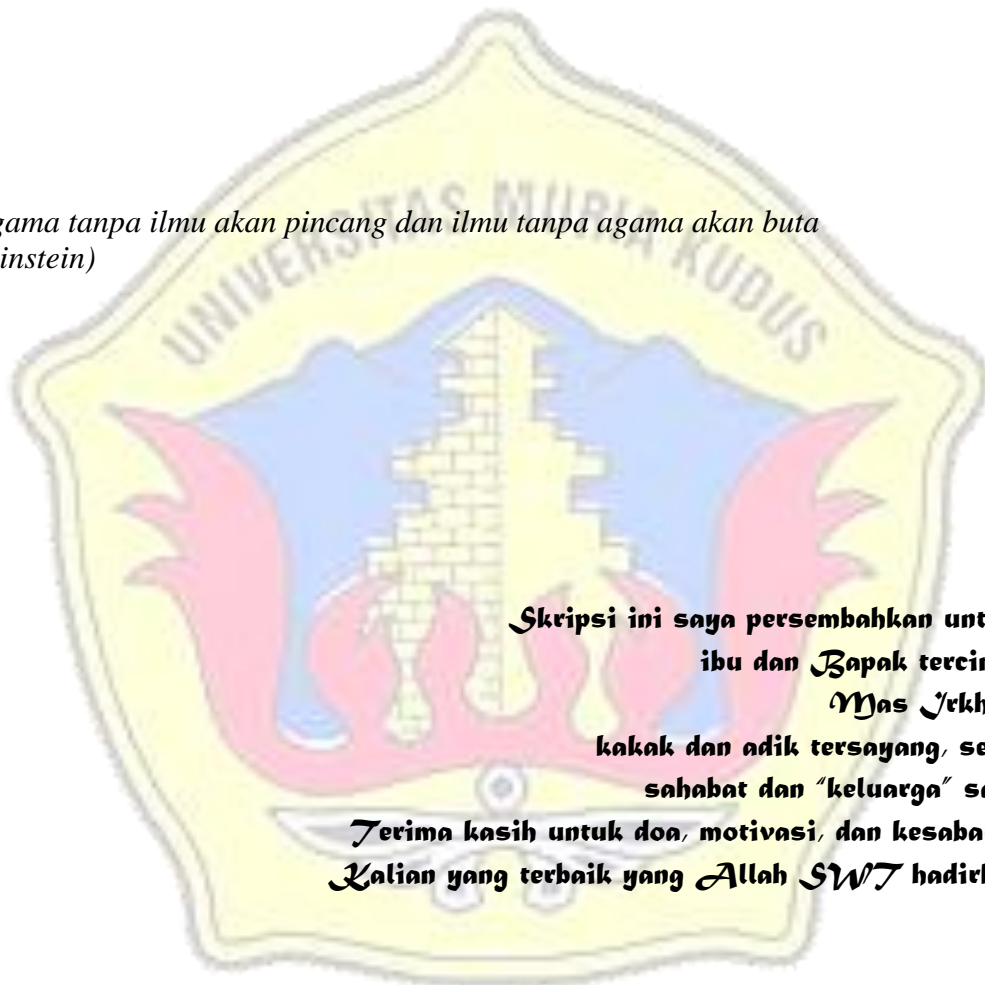 gama tanpa ilmu akan pincang dan ilmu tanpa agama akan buta
instein)
UNIVERSITAS MURIA KUDUS
Skripsi ini saya persembahkan unt
ibu dan Bapak terci
Mas Irkh
kakak dan adik tersayang, se
sahabat dan "keluarga" sa
Terima kasih untuk doa, motivasi, dan kesaba
Kalian yang terbaik yang Allah SWT hadir